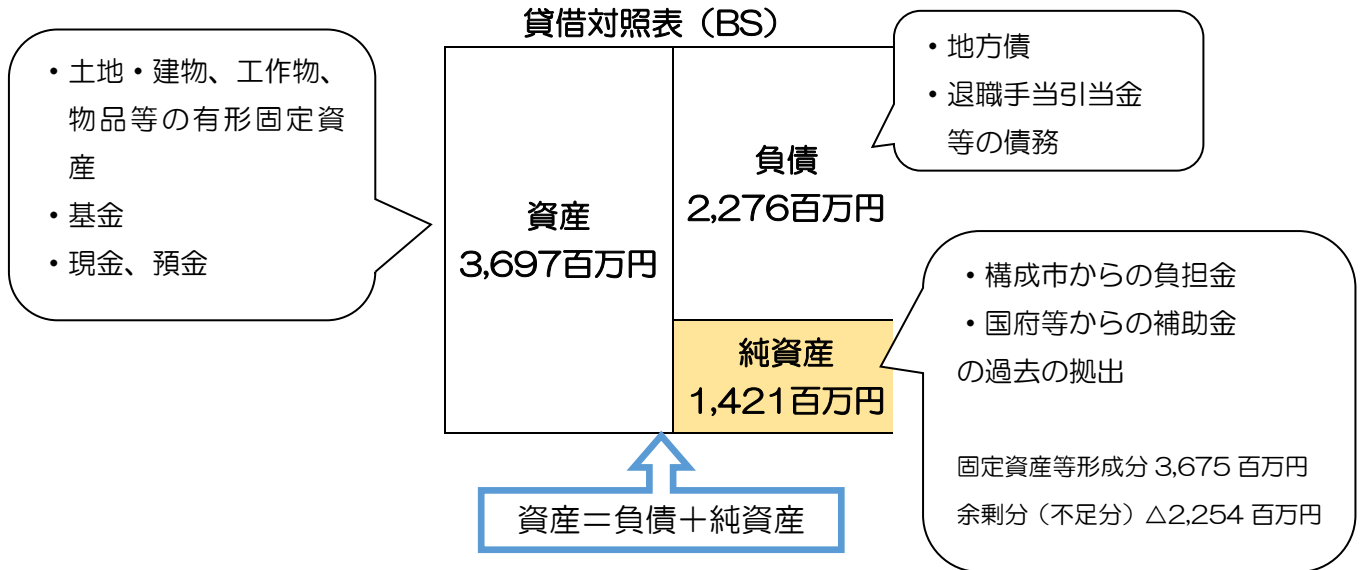 貸借対照表（BS）
・土地・建物、工作物、
物品等の有形固定資
産
・基金
・現金、預金
資産
3,697百万円
負債
2,276百万円
・地方債
・退職手当引当金
等の債務
純資産
1,421百万円
・構成市からの負担金
・国府等からの補助金
の過去の拠出
固定資産等形成分 3,675 百万円
余剰分（不足分）△2,254 百万円
資産＝負債＋純資産